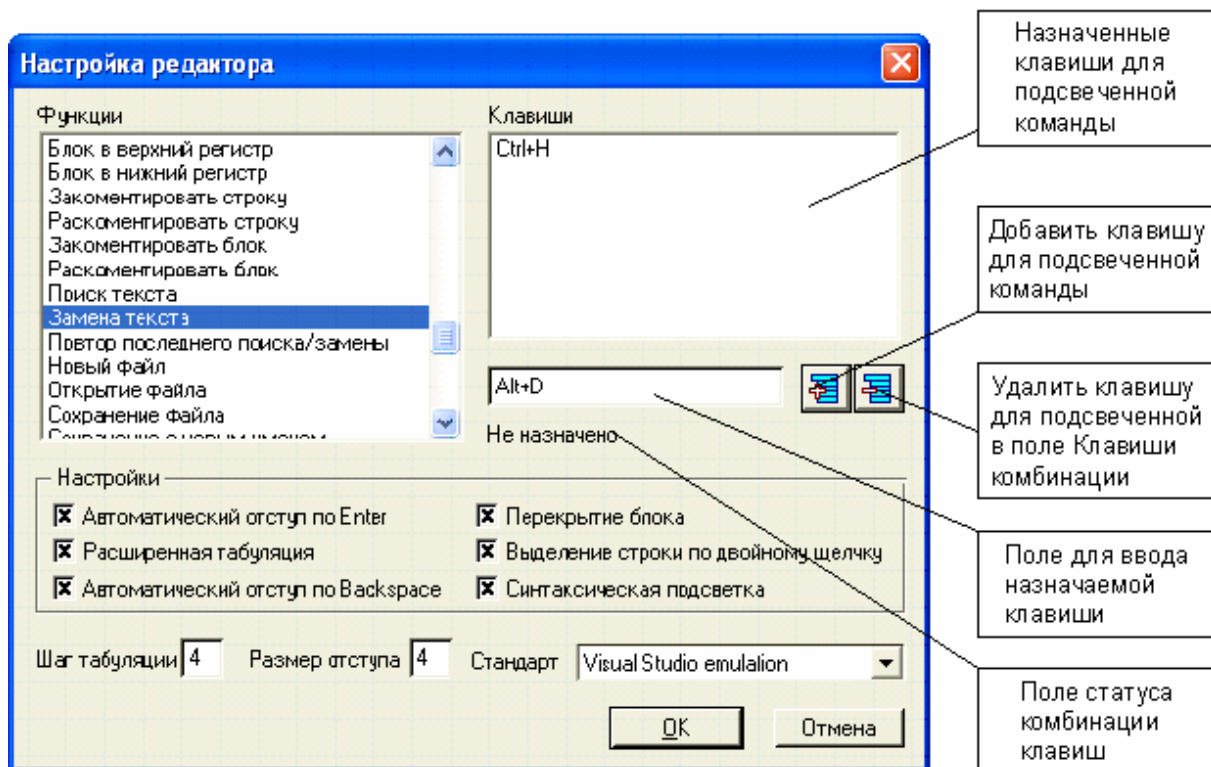 Настройка редактора
Функции
Блок в верхний регистр
Блок в нижний регистр
Закоментировать строку
Раскоментировать строку
Закоментировать блок
Раскоментировать блок
Поиск текста
Замена текста
Повтор последнего поиска/замены
Новый файл
Открытие файла
Сохранение файла
Клавиши
Ctrl+H
Alt+D
Не назначено
Настройки
Автоматический отступ по Enter
Расширенная табуляция
Автоматический отступ по Backspace
Перекрытие блока
Выделение строки по двойному щелчку
Синтаксическая подсветка
Шаг табуляции 4
Размер отступа 4
Стандарт Visual Studio emulation
OK
Отмена
Назначенные
клавиши для
подсвеченной
команды
Добавить клавишу
для подсвеченной
команды
Удалить клавишу
для подсвеченной
в поле Клавиши
комбинации
Поле для ввода
назначаемой
клавиши
Поле статуса
комбинации
клавиш